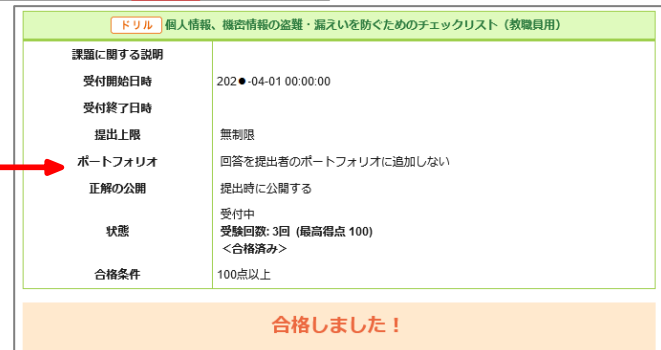 ドリル 個人情報、機密情報の盗難・漏えいを防ぐためのチェックリスト（教職員用）
課題に関する説明
受付開始日時 202●-04-01 00:00:00
受付終了日時
提出上限 無制限
ポートフォリオ 回答を提出者のポートフォリオに追加しない
正解の公開 提出時に公開する
状態 受付中
受験回数: 3回 (最高得点 100)
＜合格済み＞
合格条件 100点以上
合格しました！